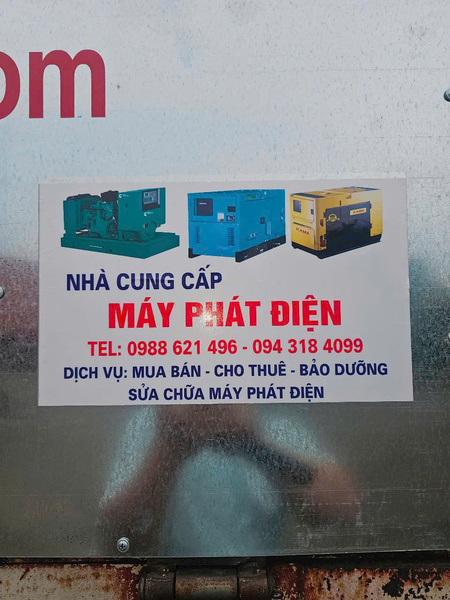 om
KAMA
NHÀ CUNG CẤP
MÁY PHÁT ĐIỆN
TEL: 0988 621 496 - 094 318 4099
DỊCH VỤ: MUA BÁN - CHO THUÊ - BẢO DƯỠNG
SỬA CHỮA MÁY PHÁT ĐIỆN